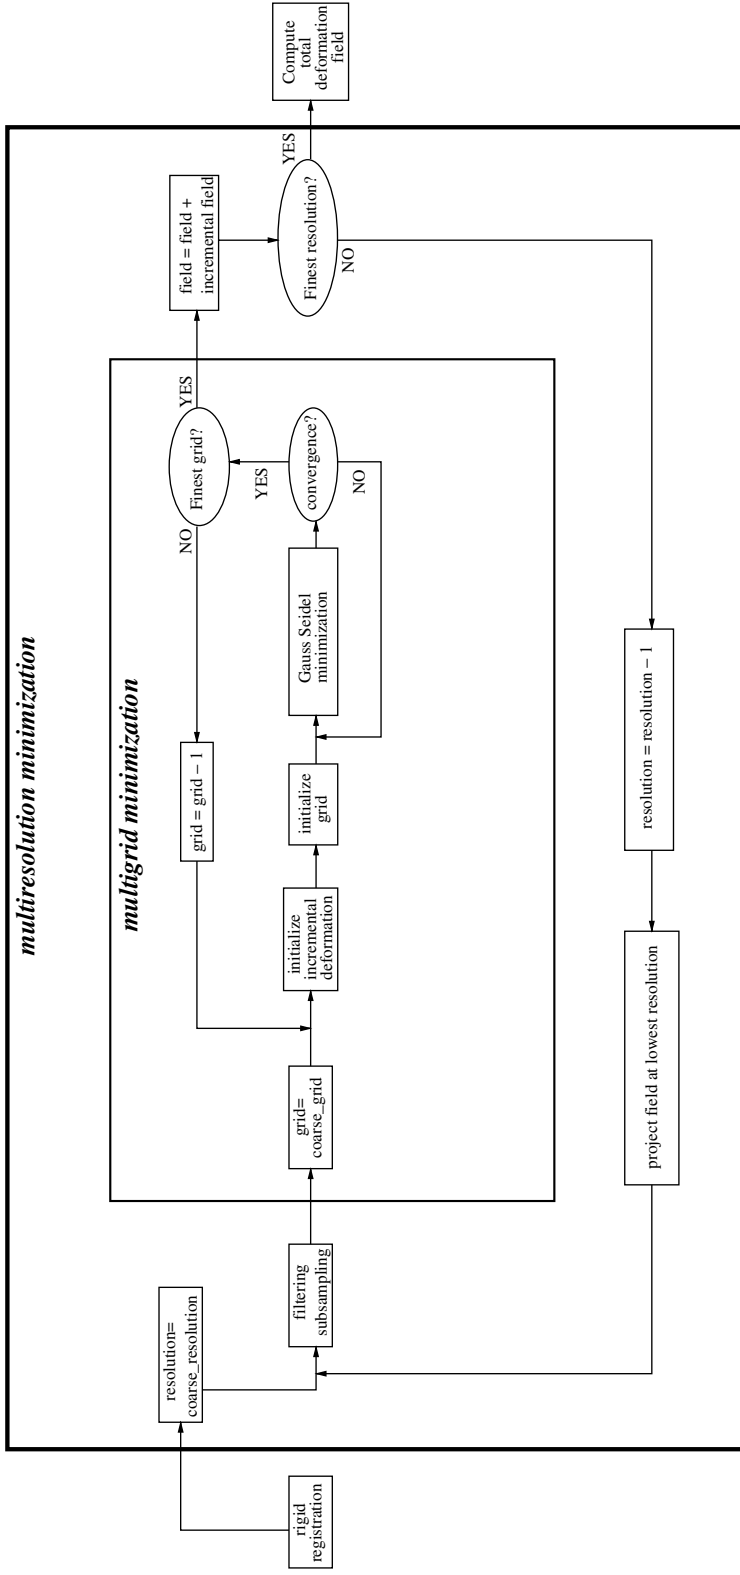 multiresolution minimization
multigrid minimization
rigid
registration
resolution=
coarse_resolution
filtering
subsampling
grid=
coarse_grid
initialize
incremental
deformation
initialize
grid
Gauss Seidel
minimization
convergence?
NO
YES
Finest grid?
NO
grid = grid − 1
YES
field = field +
incremental field
Finest resolution?
NO
resolution = resolution − 1
project field at lowest resolution
YES
Compute
total
deformation
field